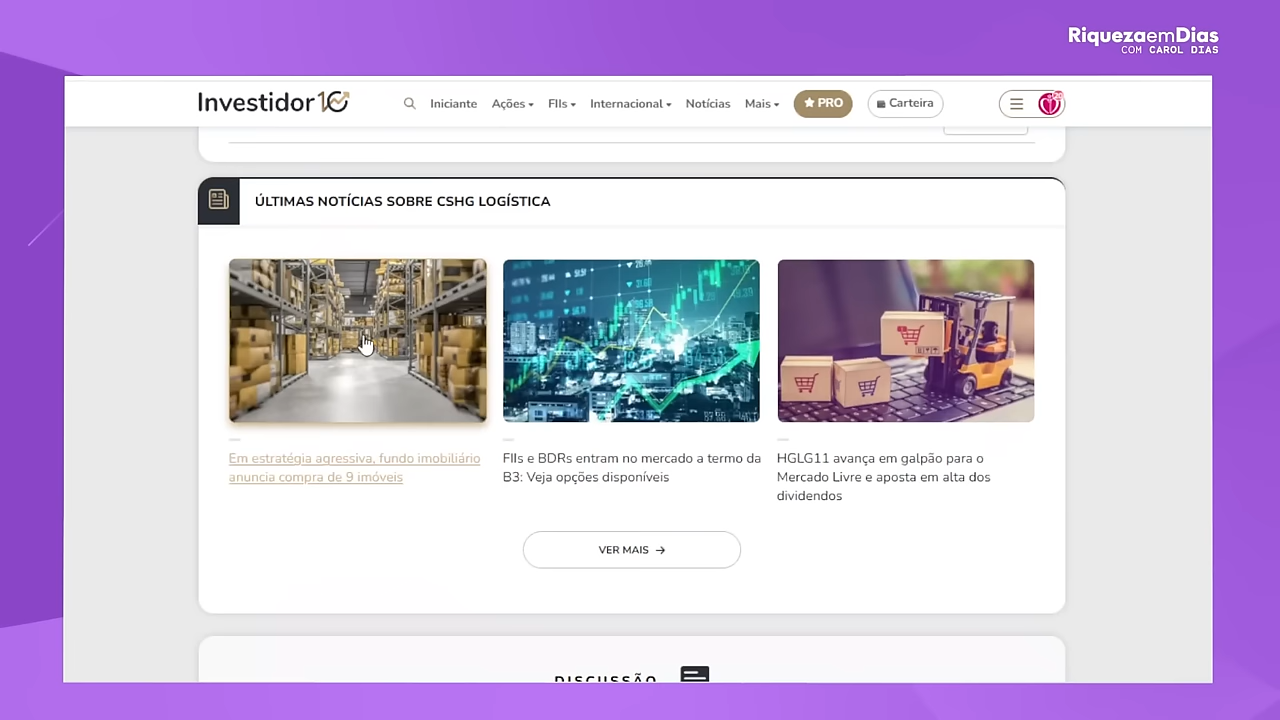 RiquezaemDias
COM CAROL DIAS
Investidor10
Iniciante Ações FIIs Internacional Notícias Mais PRO Carteira
ÚLTIMAS NOTÍCIAS SOBRE CSHG LOGÍSTICA
Em estratégia agressiva, fundo imobiliário
anuncia compra de 9 imóveis
FIIs e BDRs entram no mercado a termo da
B3: Veja opções disponíveis
HGLG11 avança em galpão para o
Mercado Livre e aposta em alta dos
dividendos
VER MAIS →
DISCUSSÃO